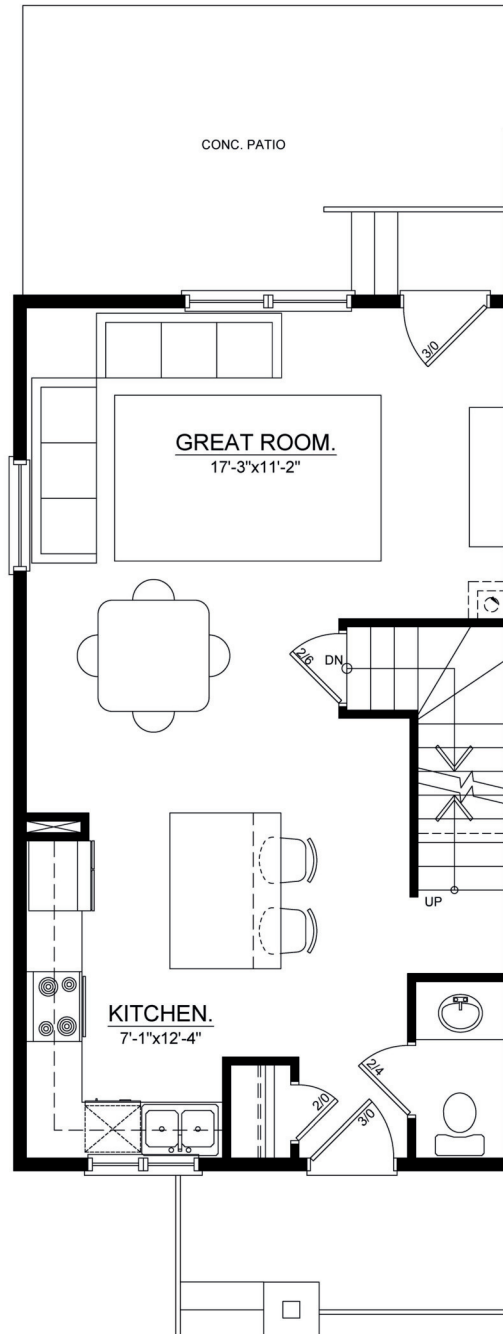 CONC. PATIO
3/0
GREAT ROOM.
17'-3"x11'-2"
2/6
DN
UP
KITCHEN.
7'-1"x12'-4"
2/4
2/0
3/0